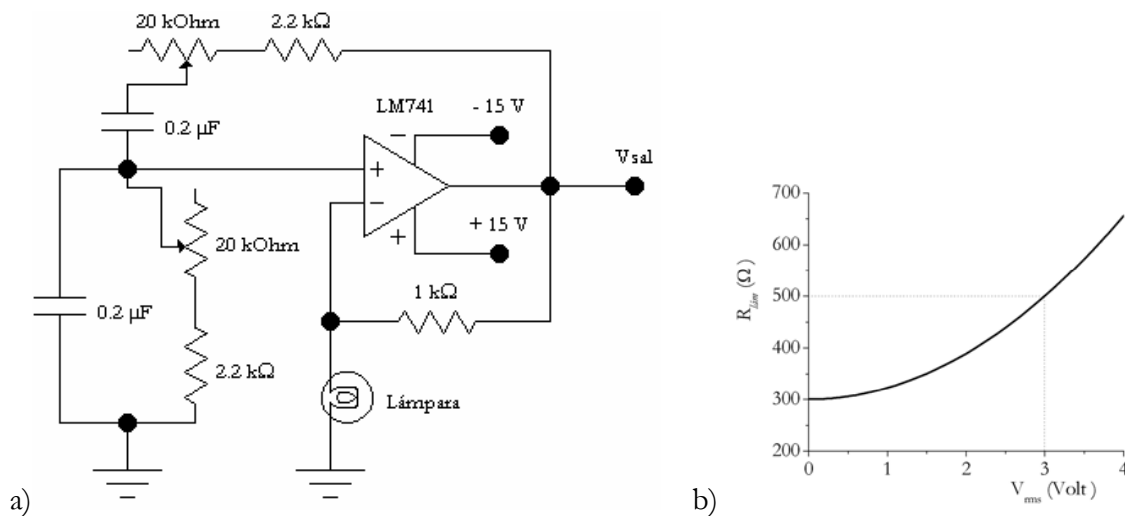 20 kOhm
2.2 kΩ
0.2 µF
LM741
- 15 V
−
+
−
+ 15 V
+
Vsal
20 kOhm
0.2 µF
1 kΩ
2.2 kΩ
Lámpara
a)
700
600
500
400
300
200
R_Lám (Ω)
0 1 2 3 4
V_rms (Volt)
b)